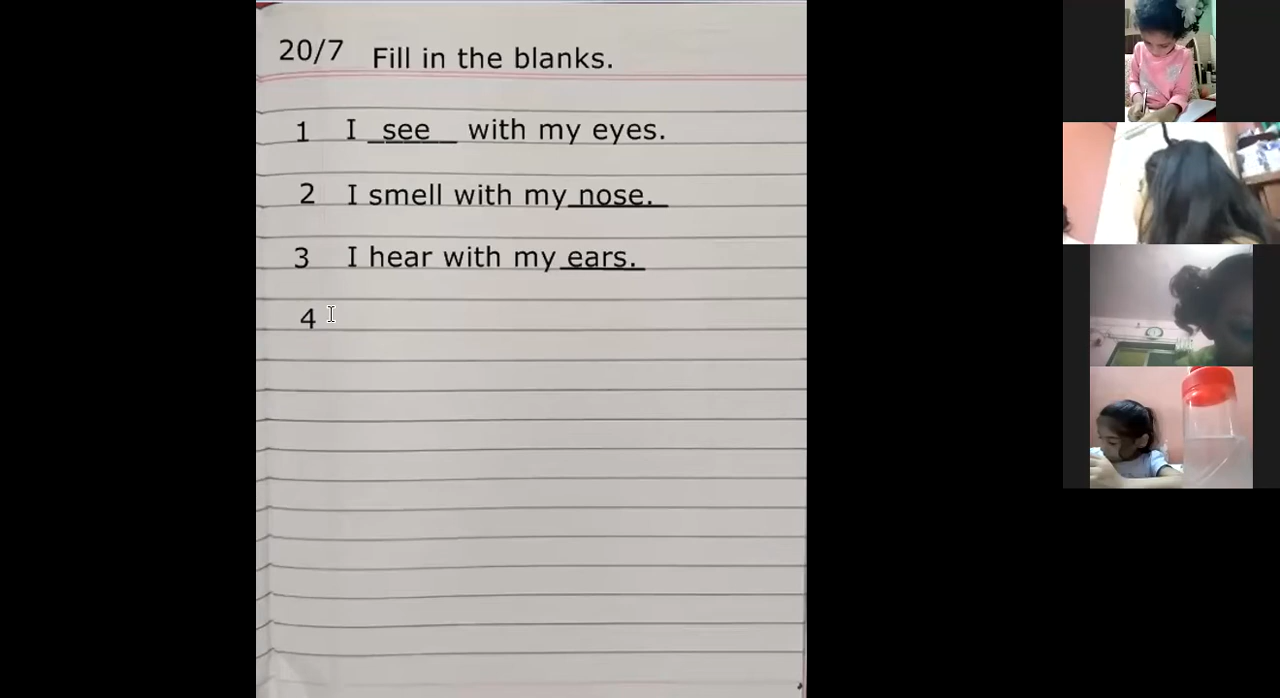 20/7 Fill in the blanks.
1 I see with my eyes.
2 I smell with my nose.
3 I hear with my ears.
4